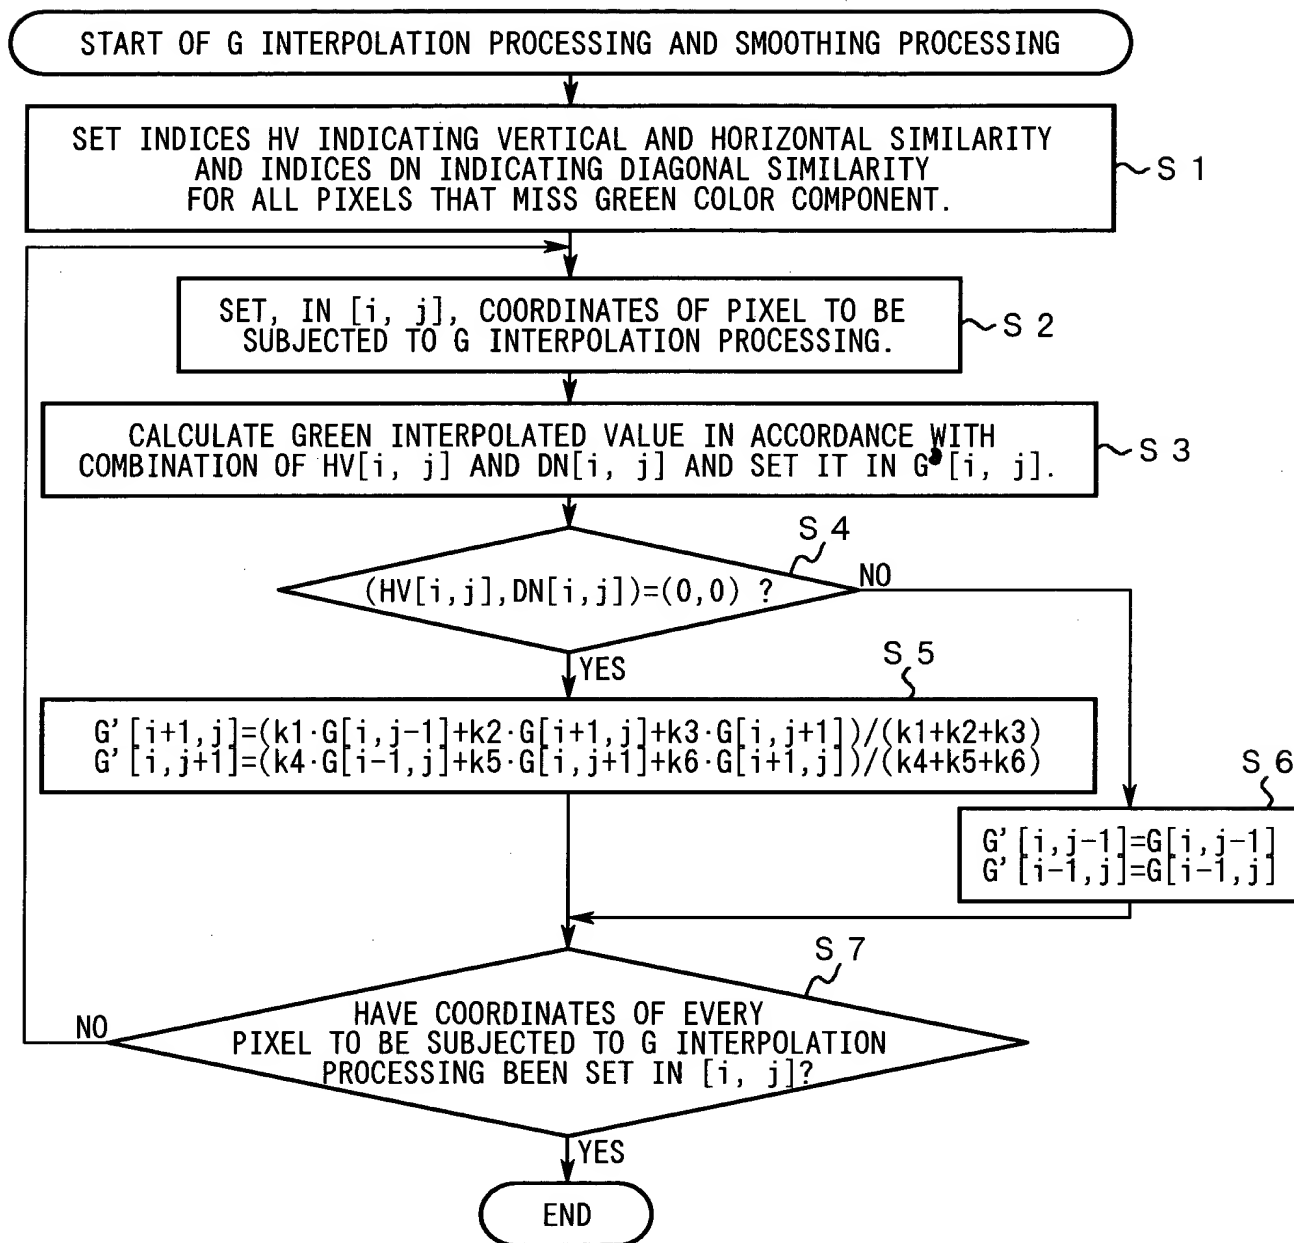 START OF G INTERPOLATION PROCESSING AND SMOOTHING PROCESSING
SET INDICES HV INDICATING VERTICAL AND HORIZONTAL SIMILARITY
AND INDICES DN INDICATING DIAGONAL SIMILARITY
FOR ALL PIXELS THAT MISS GREEN COLOR COMPONENT.
S 1
SET, IN [i, j], COORDINATES OF PIXEL TO BE
SUBJECTED TO G INTERPOLATION PROCESSING.
S 2
CALCULATE GREEN INTERPOLATED VALUE IN ACCORDANCE WITH
COMBINATION OF HV[i, j] AND DN[i, j] AND SET IT IN G' [i, j].
S 3
S 4
(HV[i,j],DN[i,j])=(0,0) ?
NO
YES
S 5
G' [i+1,j]=(k1·G[i,j-1]+k2·G[i+1,j]+k3·G[i,j+1])/(k1+k2+k3)
G' [i,j+1]=(k4·G[i-1,j]+k5·G[i,j+1]+k6·G[i+1,j])/(k4+k5+k6)
S 6
G' [i,j-1]=G[i,j-1]
G' [i-1,j]=G[i-1,j]
S 7
HAVE COORDINATES OF EVERY
PIXEL TO BE SUBJECTED TO G INTERPOLATION
PROCESSING BEEN SET IN [i, j]?
NO
YES
END